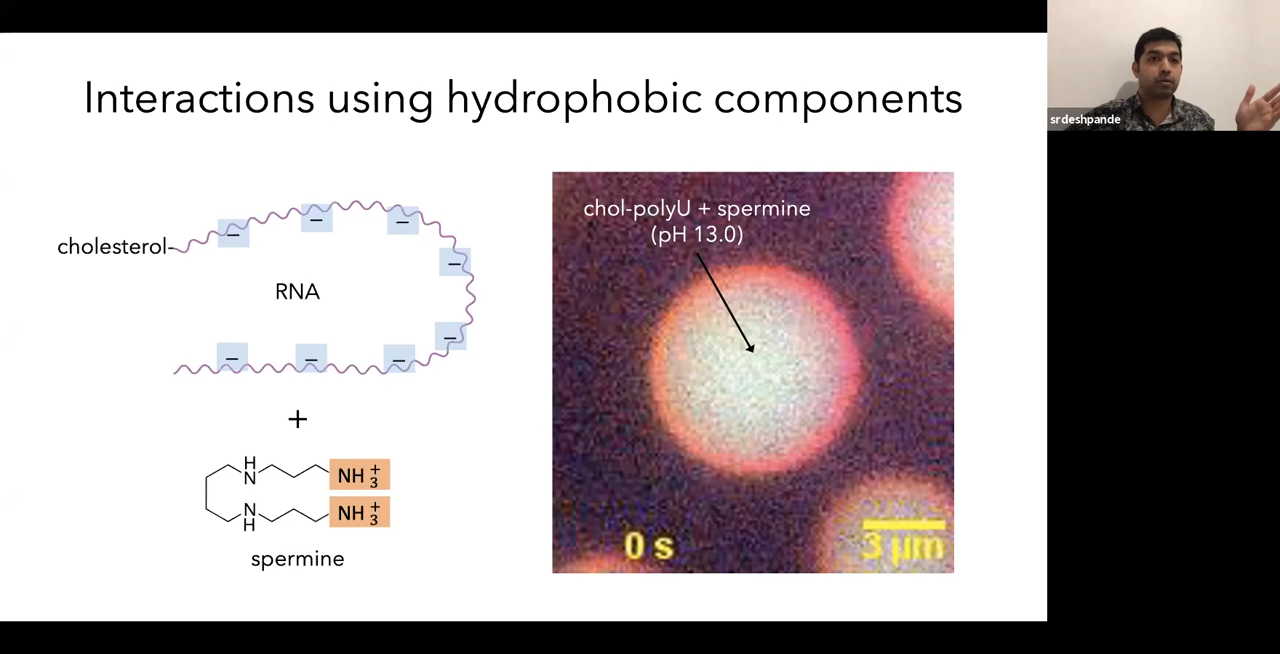 Interactions using hydrophobic components
srdeshpande
cholesterol-
RNA
− − − − − − − −
+
H
N
NH₃⁺
N
H
NH₃⁺
spermine
chol-polyU + spermine
(pH 13.0)
0 s
3 µm